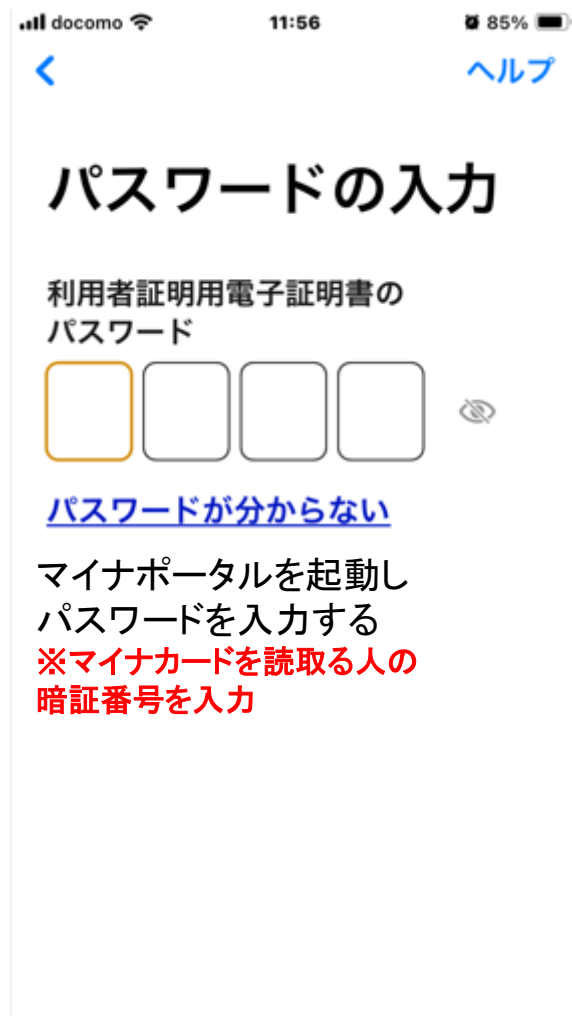 docomo 11:56 85%
ヘルプ
パスワードの入力
利用者証明用電子証明書の
パスワード
パスワードが分からない
マイナポータルを起動し
パスワードを入力する
※マイナカードを読取る人の
暗証番号を入力